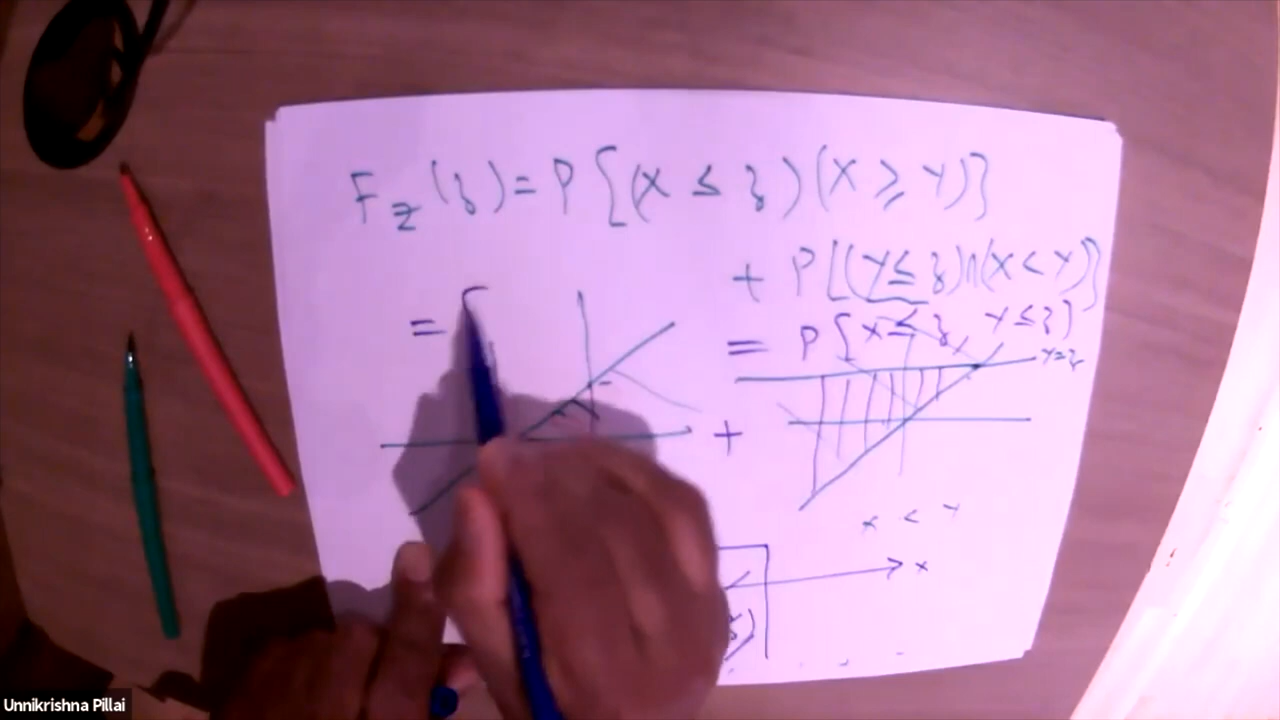 F_Z(z) = P{(X ≤ z)(X ≥ Y)}
+ P{(Y ≤ z)∩(X < Y)}
= P{X ≤ z, Y ≤ z}
=
Y=z
+
x < y
x
Unnikrishna Pillai